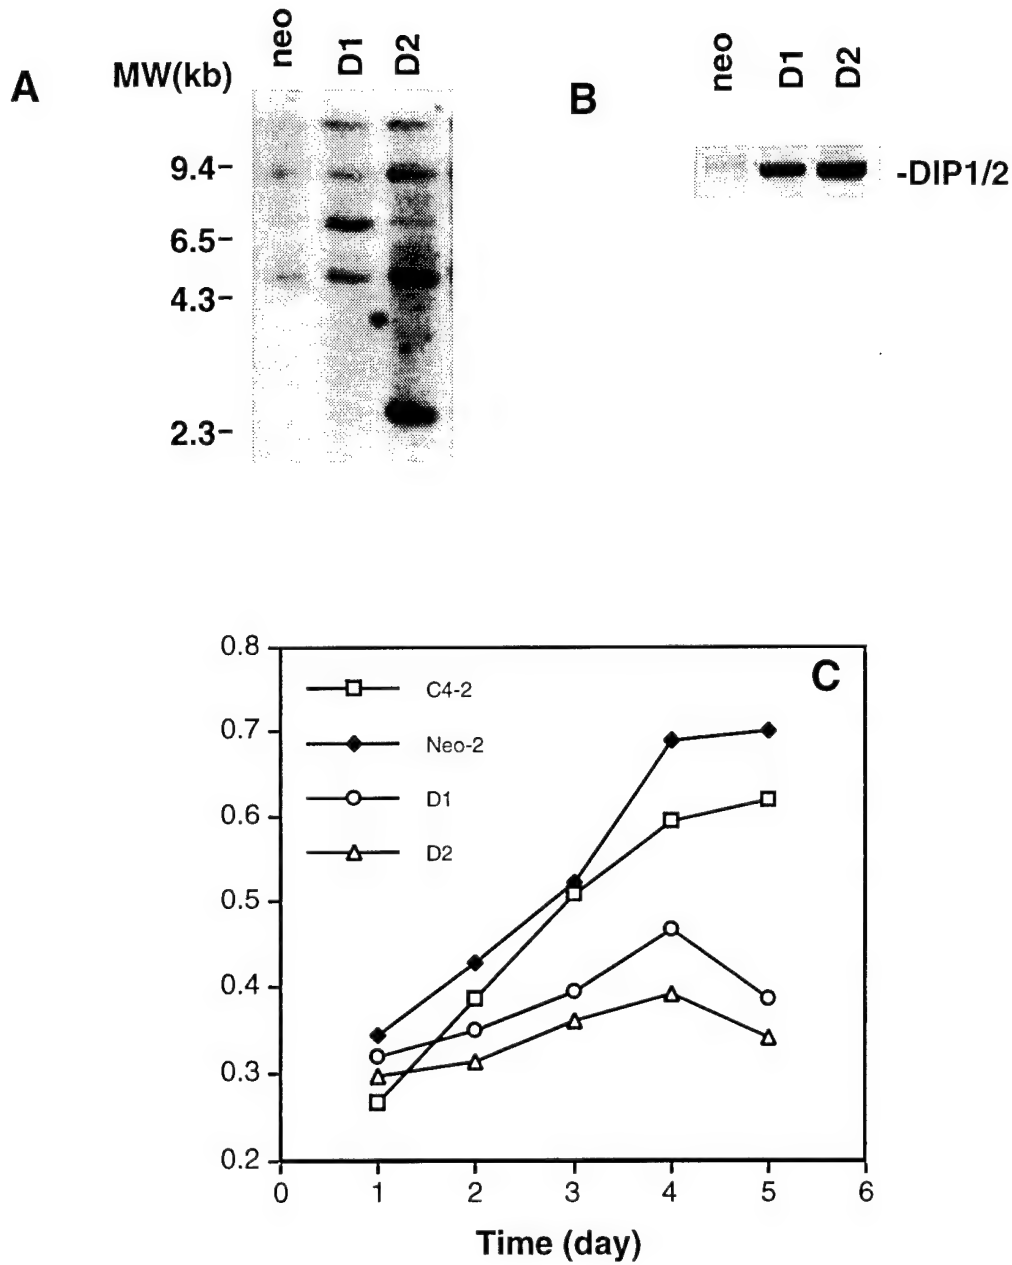 A
MW(kb)
neo
D1
D2
9.4-
6.5-
4.3-
2.3-
B
neo
D1
D2
-DIP1/2
C
C4-2
Neo-2
D1
D2
0.8
0.7
0.6
0.5
0.4
0.3
0.2
0 1 2 3 4 5 6
Time (day)